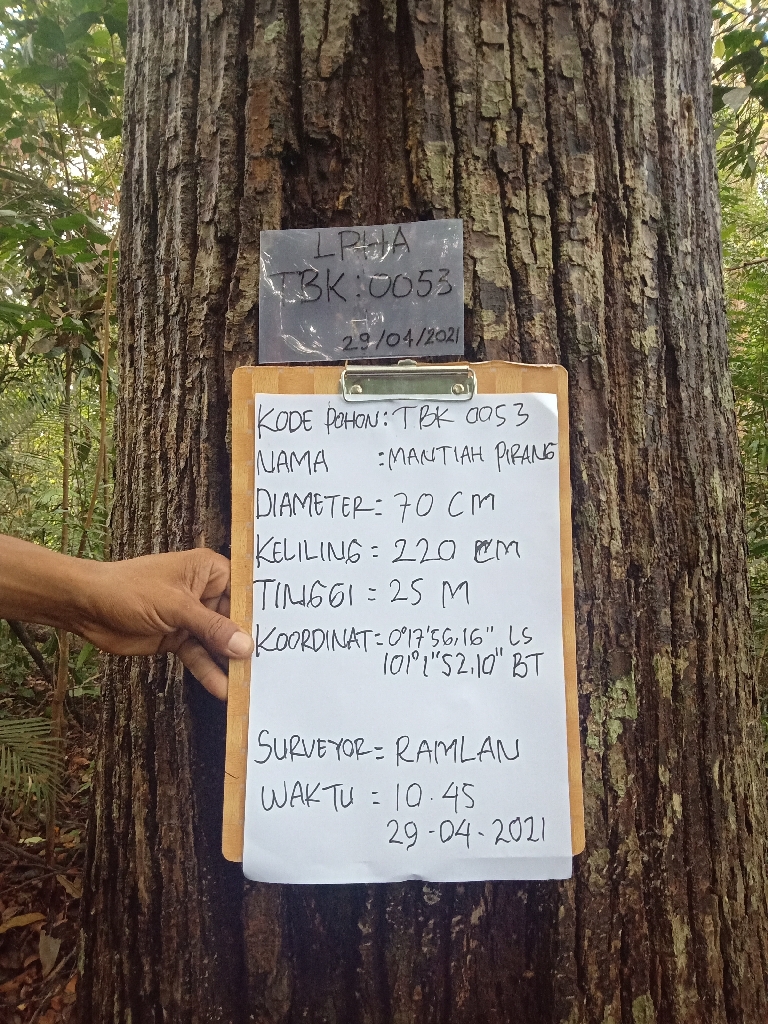 LPHA
TBK:0053
29/04/2021
KODE POHON: TBK 0053
NAMA :MANTIAH PIRANG
DIAMETER= 70 CM
KELILING= 220 CM
TINGGI = 25 M
KOORDINAT= 0°17'56,16" LS
101°1"52,10" BT
SURVEYOR= RAMLAN
WAKTU = 10.45
29-04-2021